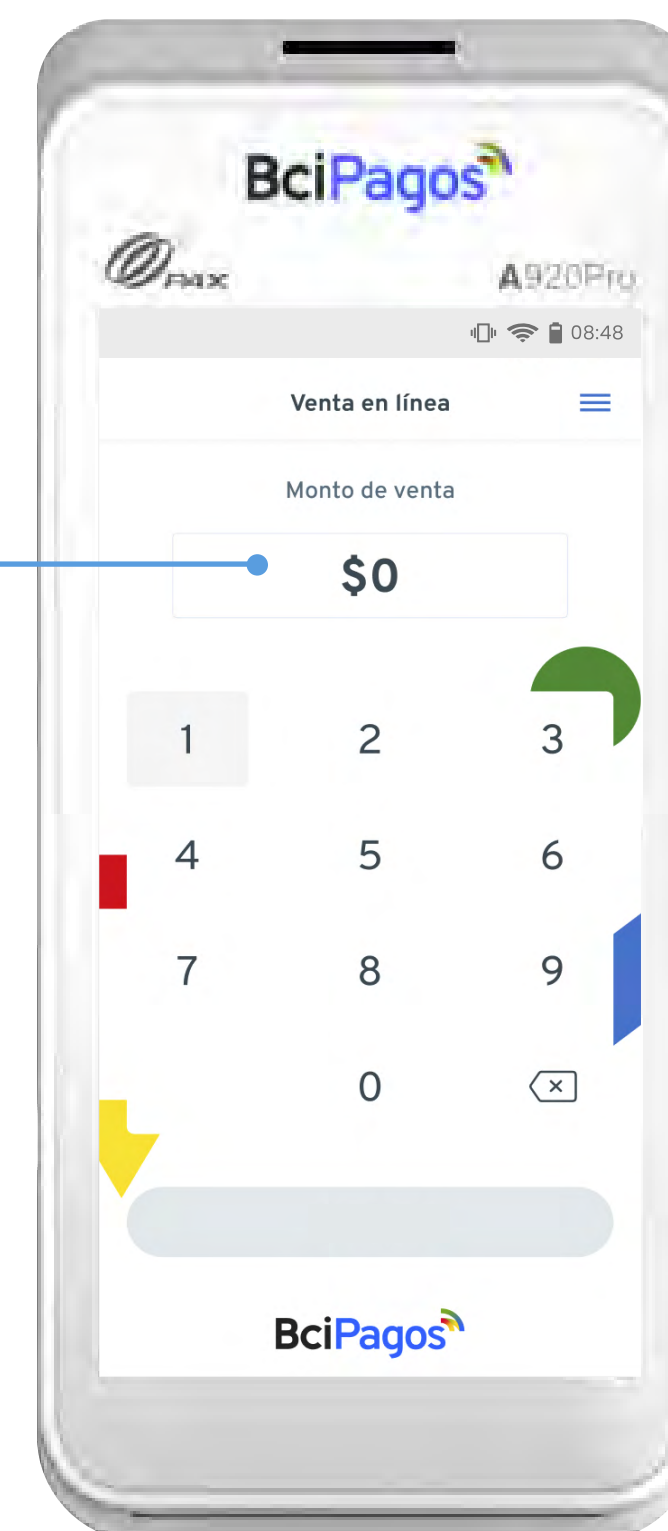 BciPagos
PAX A920Pro
08:48
Venta en línea
Monto de venta
$0
1 2 3
4 5 6
7 8 9
0
BciPagos